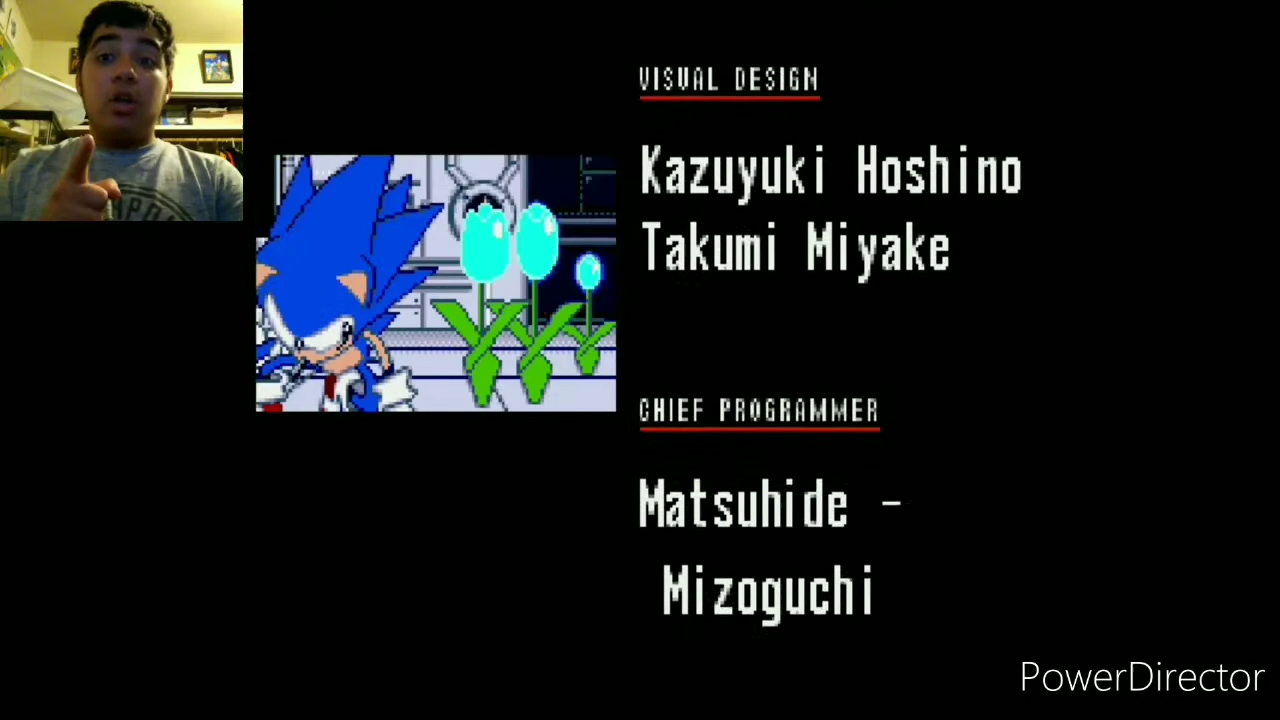 VISUAL DESIGN
Kazuyuki Hoshino
Takumi Miyake
CHIEF PROGRAMMER
Matsuhide -
Mizoguchi
PowerDirector